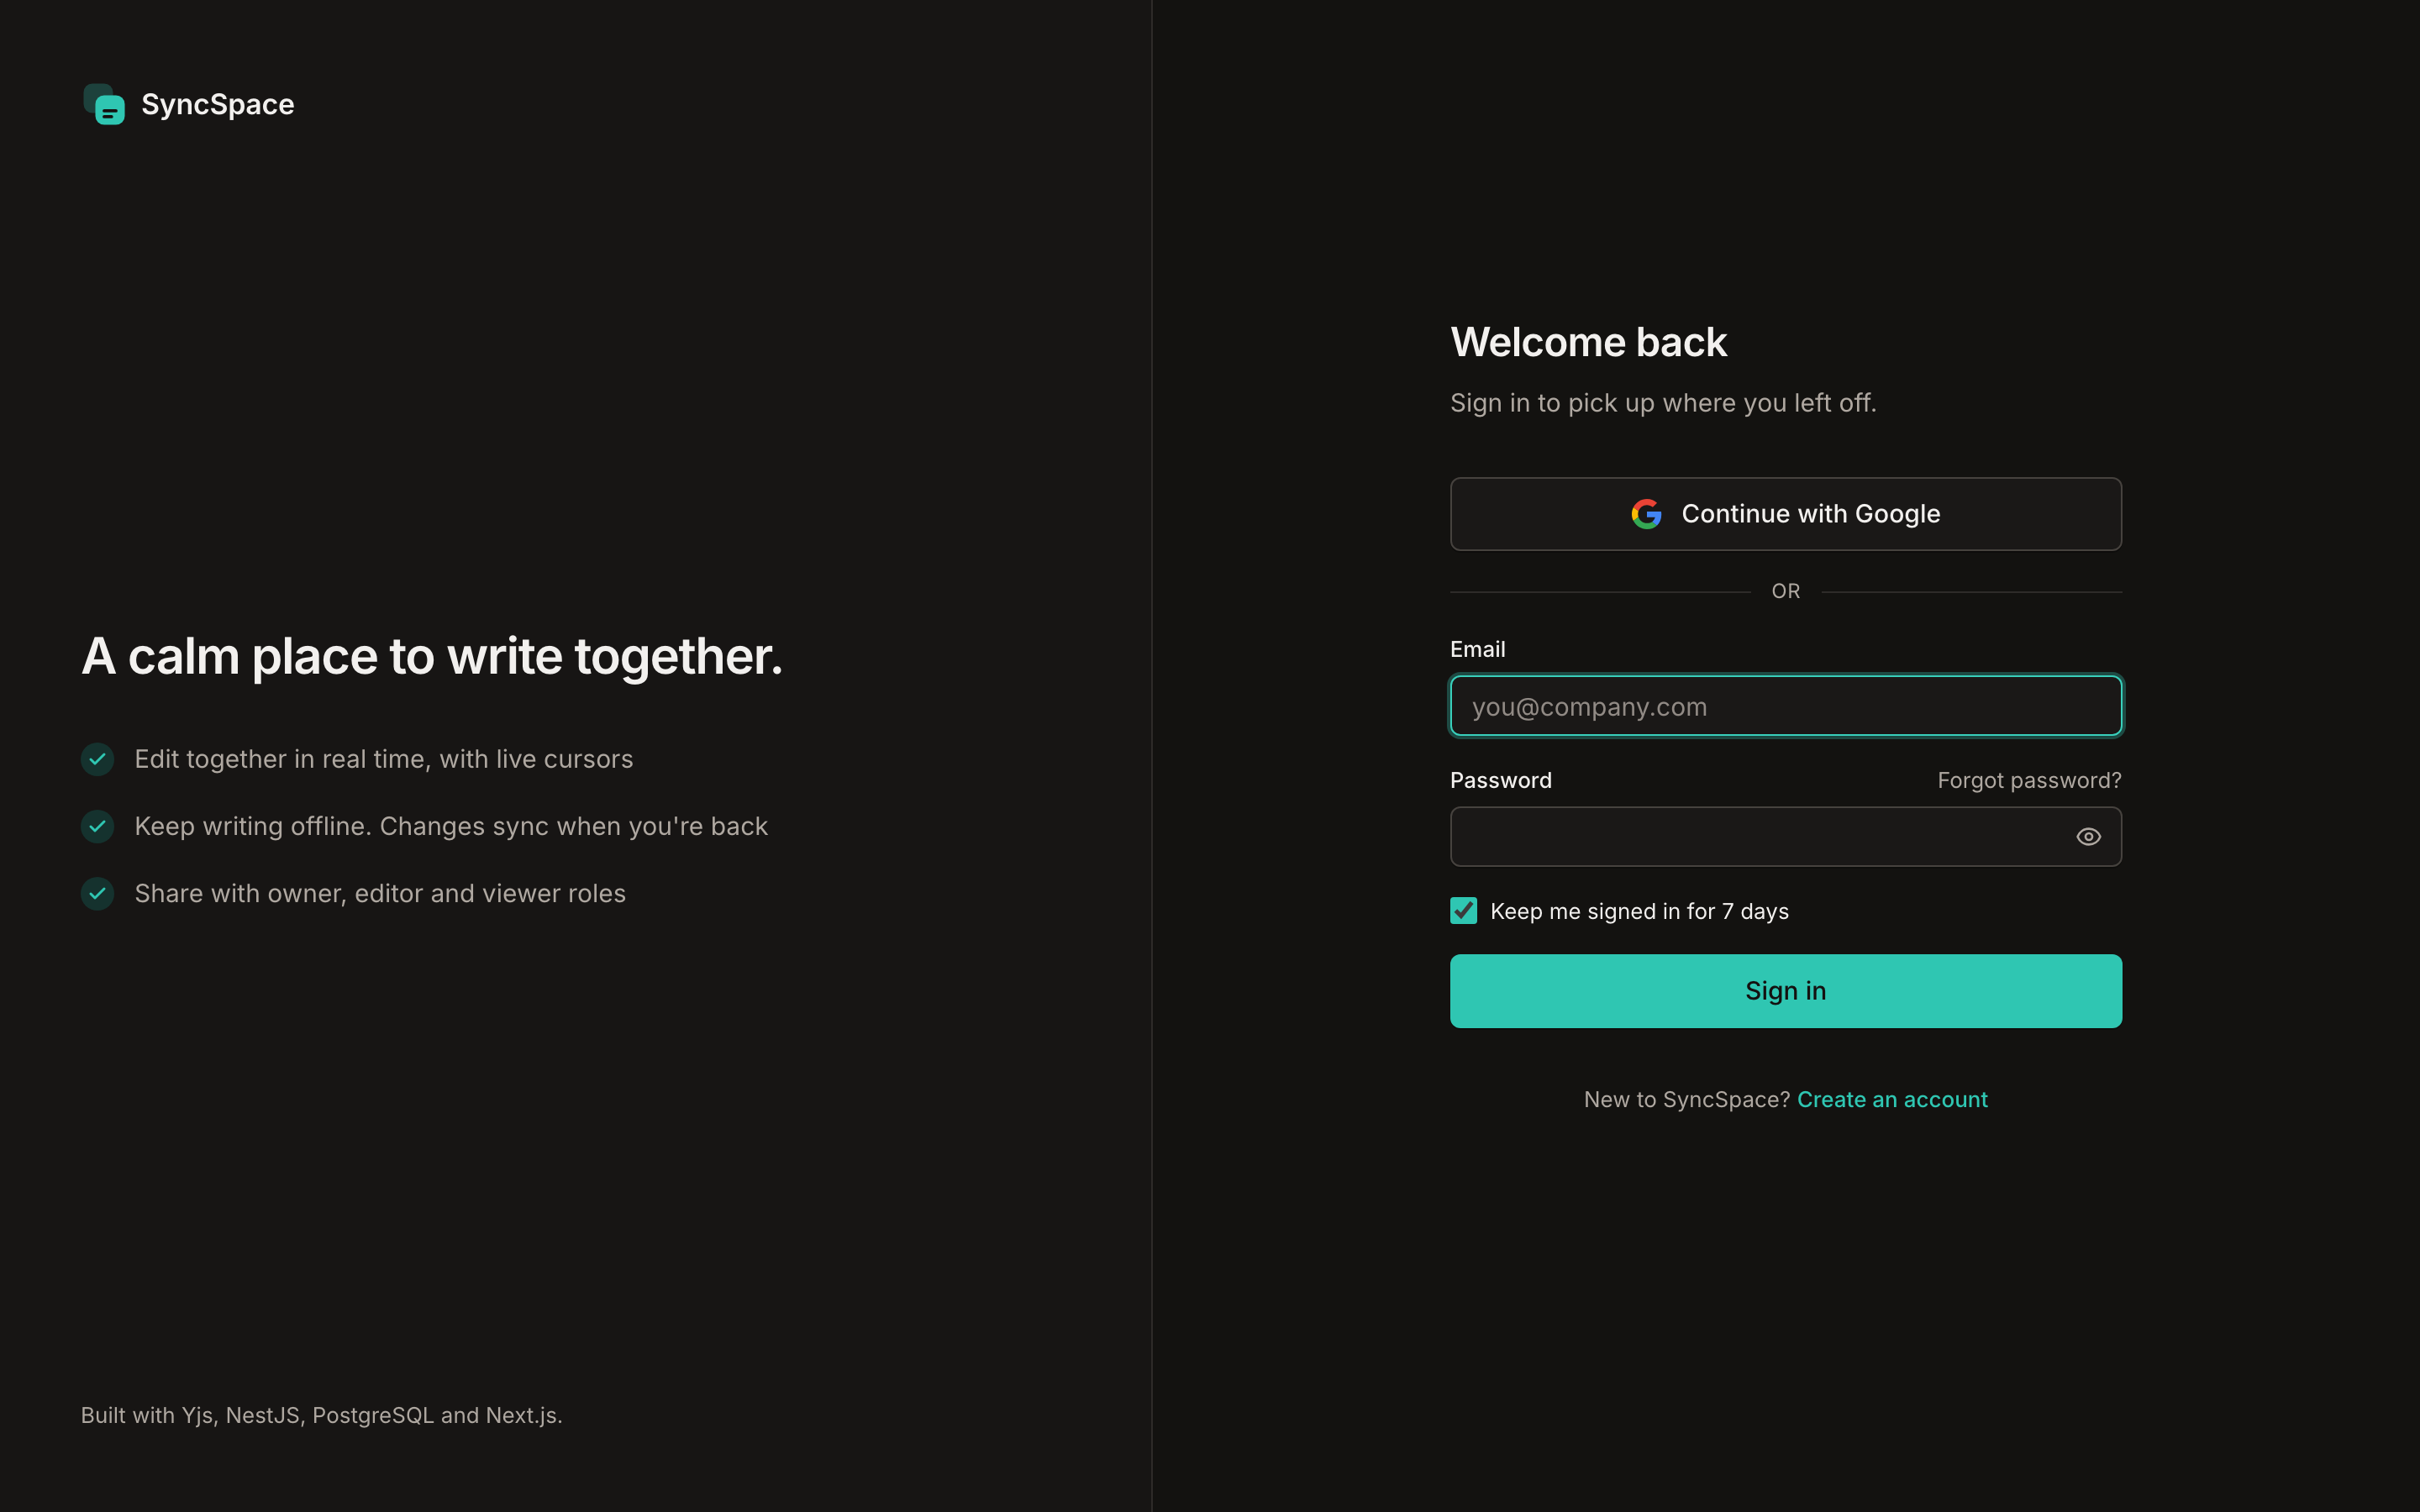 SyncSpace
A calm place to write together.
Edit together in real time, with live cursors
Keep writing offline. Changes sync when you're back
Share with owner, editor and viewer roles
Built with Yjs, NestJS, PostgreSQL and Next.js.
Welcome back
Sign in to pick up where you left off.
Continue with Google
OR
Email
you@company.com
Password Forgot password?
Keep me signed in for 7 days
Sign in
New to SyncSpace? Create an account